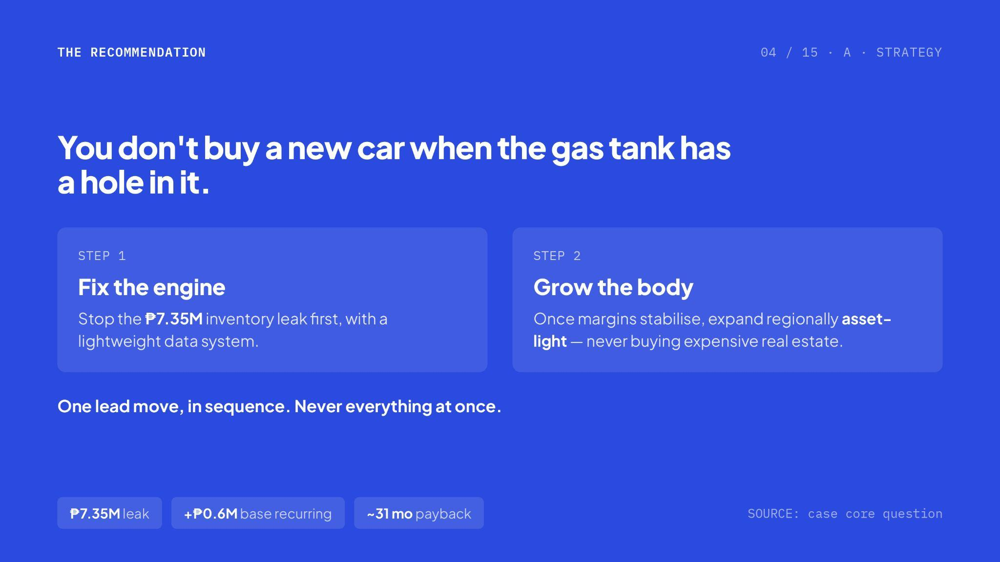 THE RECOMMENDATION
04 / 15 · A · STRATEGY
You don't buy a new car when the gas tank has
a hole in it.
STEP 1
Fix the engine
Stop the ₱7.35M inventory leak first, with a
lightweight data system.
STEP 2
Grow the body
Once margins stabilise, expand regionally asset-
light — never buying expensive real estate.
One lead move, in sequence. Never everything at once.
₱7.35M leak
+₱0.6M base recurring
~31 mo payback
SOURCE: case core question